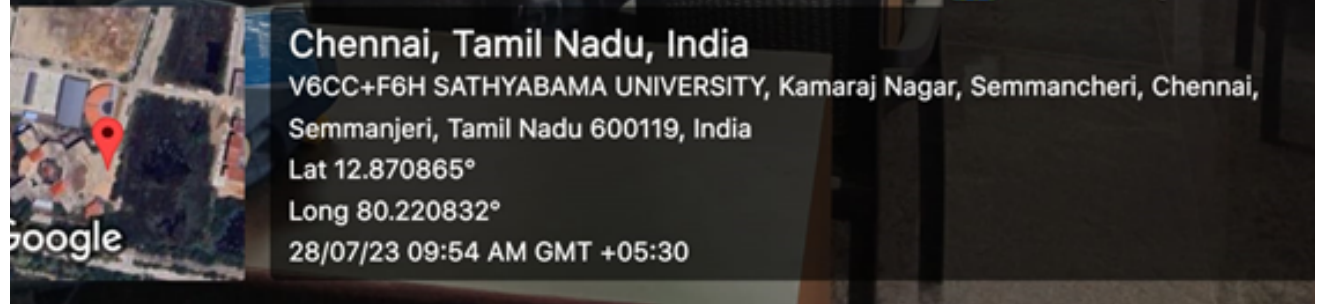 Chennai, Tamil Nadu, India
V6CC+F6H SATHYABAMA UNIVERSITY, Kamaraj Nagar, Semmancheri, Chennai,
Semmanjeri, Tamil Nadu 600119, India
Lat 12.870865°
Long 80.220832°
28/07/23 09:54 AM GMT +05:30
Google